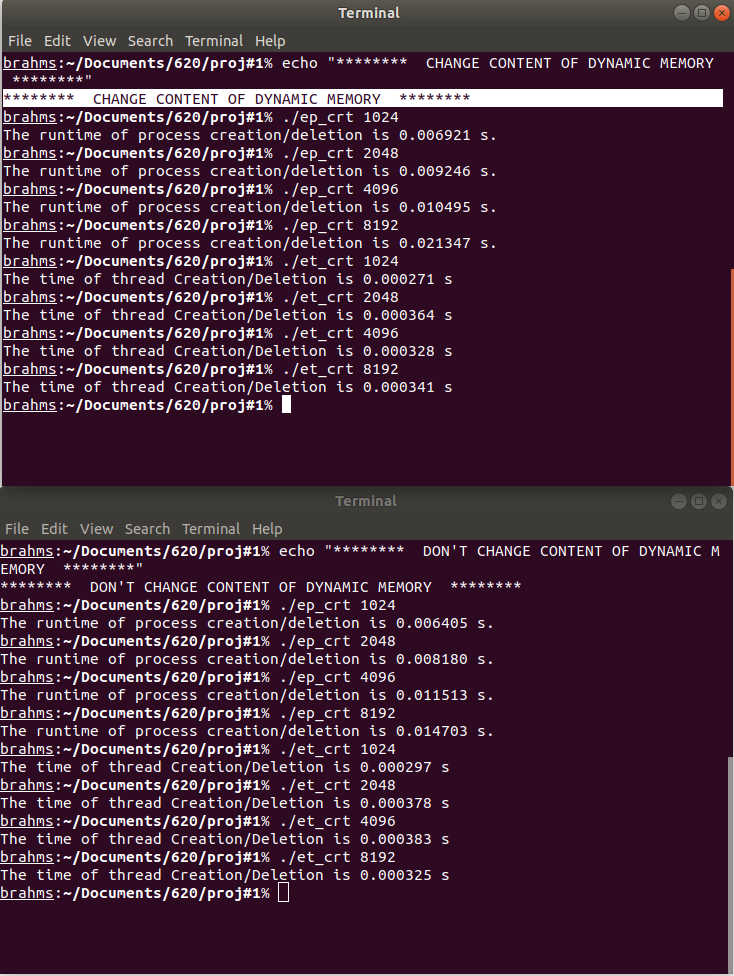 Terminal
File Edit View Search Terminal Help
brahms:~/Documents/620/proj#1% echo "********  CHANGE CONTENT OF DYNAMIC MEMORY
 ********"
********  CHANGE CONTENT OF DYNAMIC MEMORY  ********
brahms:~/Documents/620/proj#1% ./ep_crt 1024
The runtime of process creation/deletion is 0.006921 s.
brahms:~/Documents/620/proj#1% ./ep_crt 2048
The runtime of process creation/deletion is 0.009246 s.
brahms:~/Documents/620/proj#1% ./ep_crt 4096
The runtime of process creation/deletion is 0.010495 s.
brahms:~/Documents/620/proj#1% ./ep_crt 8192
The runtime of process creation/deletion is 0.021347 s.
brahms:~/Documents/620/proj#1% ./et_crt 1024
The time of thread Creation/Deletion is 0.000271 s
brahms:~/Documents/620/proj#1% ./et_crt 2048
The time of thread Creation/Deletion is 0.000364 s
brahms:~/Documents/620/proj#1% ./et_crt 4096
The time of thread Creation/Deletion is 0.000328 s
brahms:~/Documents/620/proj#1% ./et_crt 8192
The time of thread Creation/Deletion is 0.000341 s
brahms:~/Documents/620/proj#1%
Terminal
File Edit View Search Terminal Help
brahms:~/Documents/620/proj#1% echo "********  DON'T CHANGE CONTENT OF DYNAMIC M
EMORY  ********"
********  DON'T CHANGE CONTENT OF DYNAMIC MEMORY  ********
brahms:~/Documents/620/proj#1% ./ep_crt 1024
The runtime of process creation/deletion is 0.006405 s.
brahms:~/Documents/620/proj#1% ./ep_crt 2048
The runtime of process creation/deletion is 0.008180 s.
brahms:~/Documents/620/proj#1% ./ep_crt 4096
The runtime of process creation/deletion is 0.011513 s.
brahms:~/Documents/620/proj#1% ./ep_crt 8192
The runtime of process creation/deletion is 0.014703 s.
brahms:~/Documents/620/proj#1% ./et_crt 1024
The time of thread Creation/Deletion is 0.000297 s
brahms:~/Documents/620/proj#1% ./et_crt 2048
The time of thread Creation/Deletion is 0.000378 s
brahms:~/Documents/620/proj#1% ./et_crt 4096
The time of thread Creation/Deletion is 0.000383 s
brahms:~/Documents/620/proj#1% ./et_crt 8192
The time of thread Creation/Deletion is 0.000325 s
brahms:~/Documents/620/proj#1%